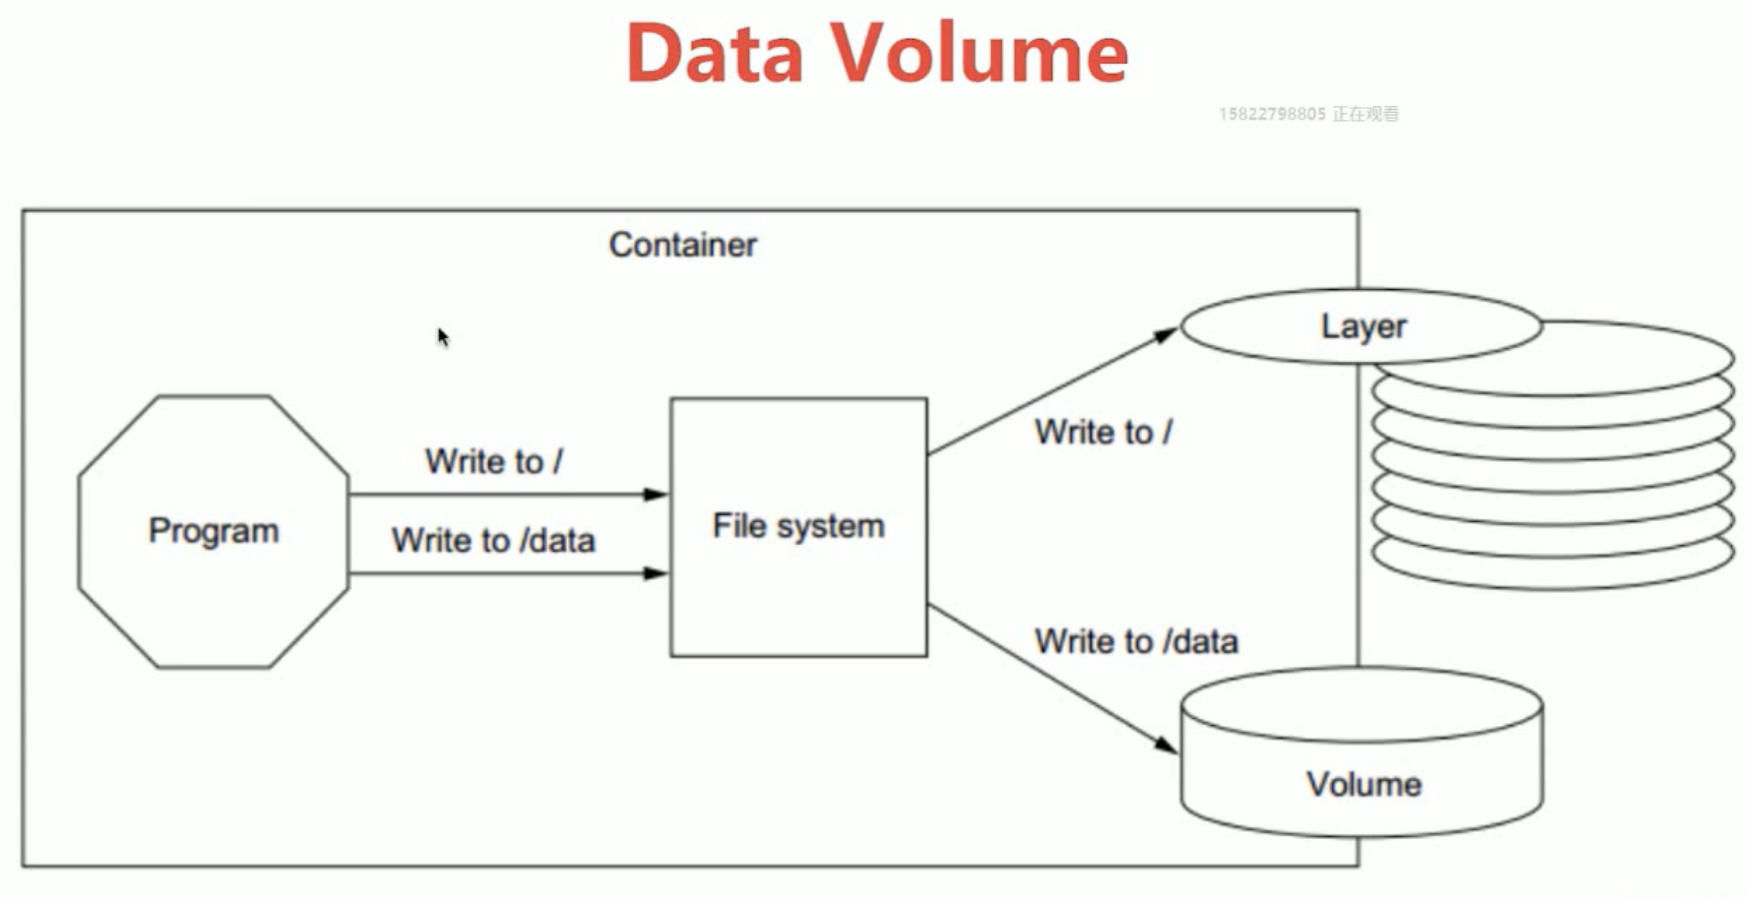 Data Volume
15822798805 正在观看
Container
Layer
Write to /
Write to /
Program
File system
Write to /data
Write to /data
Volume